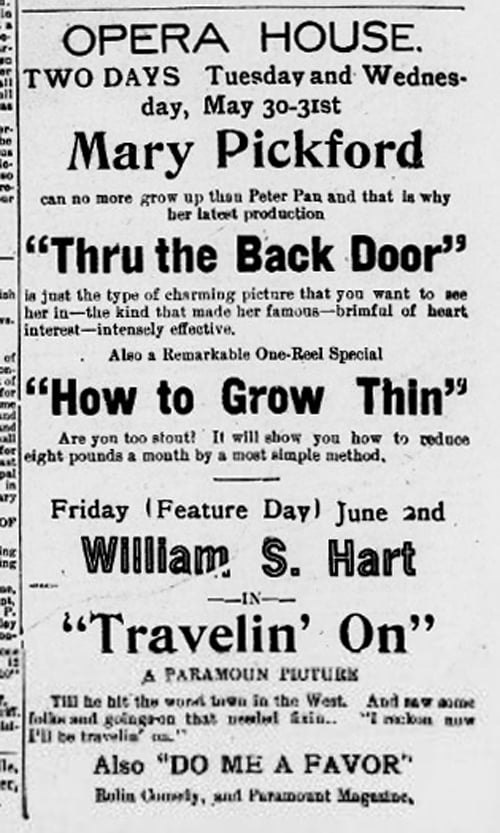 OPERA HOUSE.
TWO DAYS Tuesday and Wednes-
day, May 30-31st
Mary Pickford
can no more grow up than Peter Pan and that is why
her latest production
"Thru the Back Door"
is just the type of charming picture that you want to see
her in—the kind that made her famous—brimful of heart
interest—intensely effective.
Also a Remarkable One-Reel Special
"How to Grow Thin"
Are you too stout? It will show you how to reduce
eight pounds a month by a most simple method.
Friday (Feature Day) June 2nd
William S. Hart
—IN—
"Travelin' On"
A PARAMOUN PICTURE
Till he hit the worst town in the West. And saw some
folks and goings-on that needed fixin.. "I reckon now
I'll be travelin' on."
Also "DO ME A FAVOR"
Rolin Comedy, and Paramount Magazine.